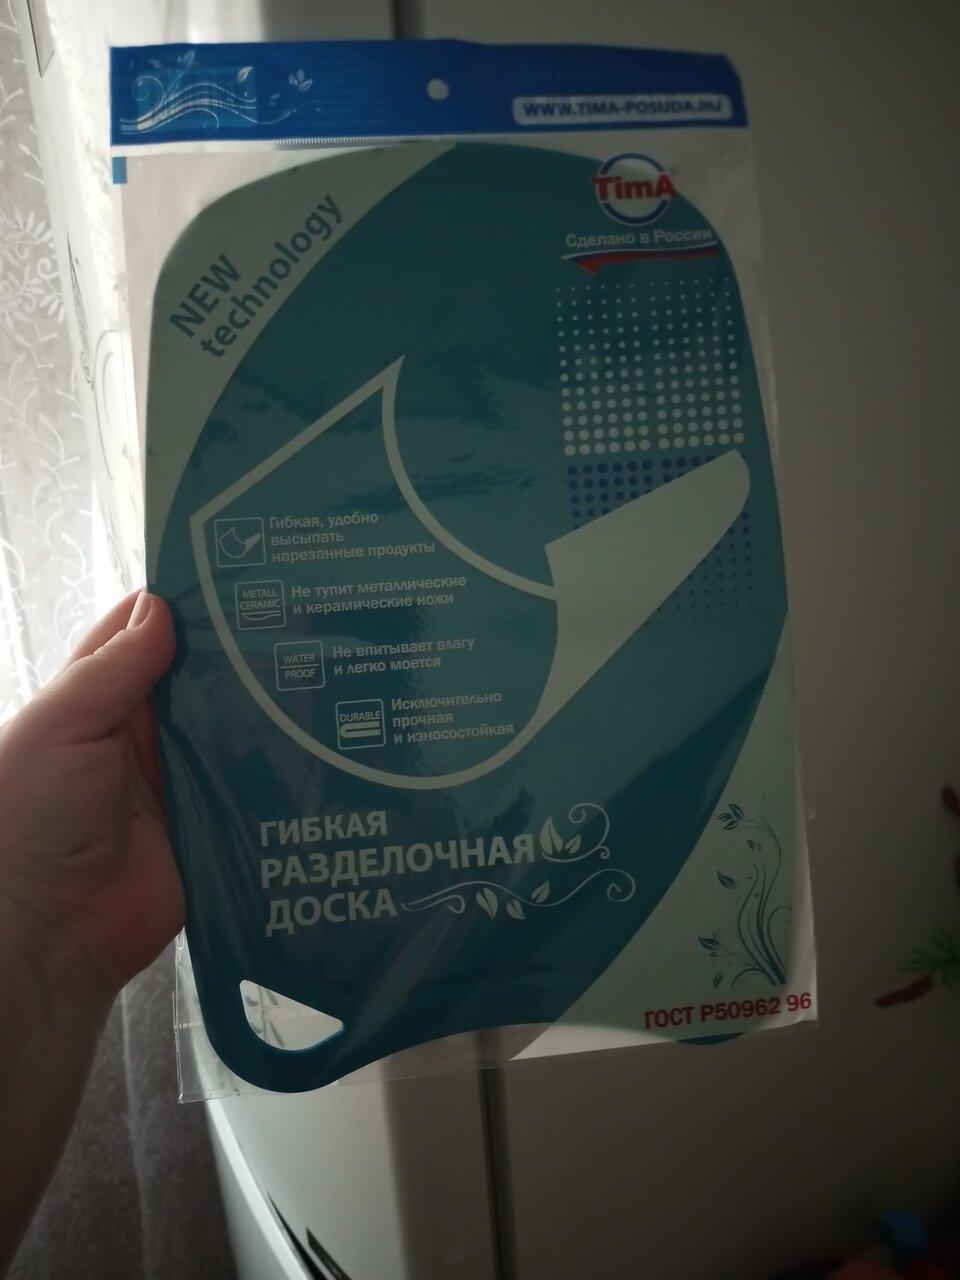 WWW.TIMA-POSUDA.RU
TimA
Сделано в России
NEW
technology
Гибкая, удобно
высыпать
нарезанные продукты
METALL
CERAMIC
Не тупит металлические
и керамические ножи
WATER
PROOF
Не впитывает влагу
и легко моется
DURABLE
Исключительно
прочная
и износостойкая
ГИБКАЯ
РАЗДЕЛОЧНАЯ
ДОСКА
ГОСТ Р50962 96